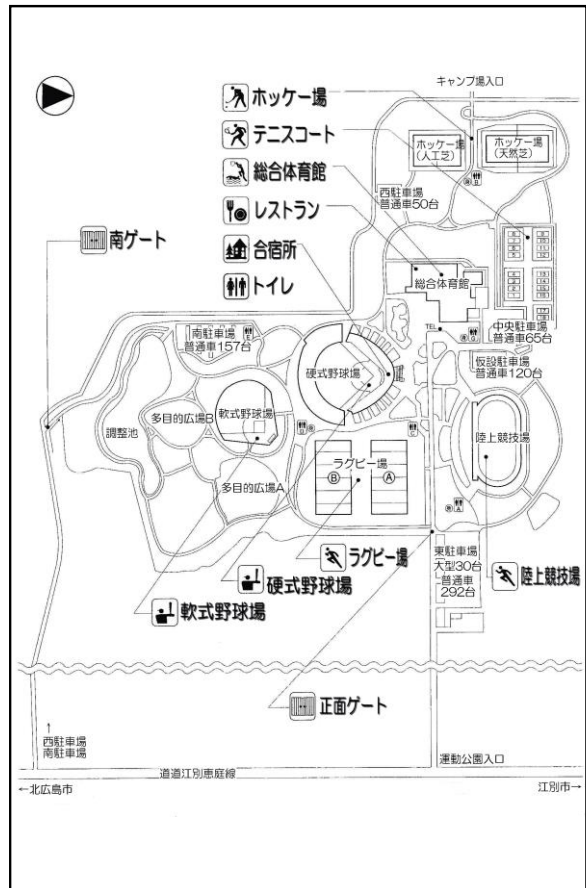 キャンプ場入口
ホッケー場
テニスコート
総合体育館
レストラン
合宿所
トイレ
南ゲート
ホッケー場
(人工芝)
ホッケー場
(天然芝)
西駐車場
普通車50台
総合体育館
TEL
中央駐車場
普通車65台
仮設駐車場
普通車120台
南駐車場
普通車157台
硬式野球場
軟式野球場
多目的広場B
調整池
多目的広場A
ラグビー場
B
A
陸上競技場
東駐車場
大型30台
普通車
292台
ラグビー場
陸上競技場
硬式野球場
軟式野球場
正面ゲート
↑
西駐車場
南駐車場
運動公園入口
道道江別恵庭線
←北広島市
江別市→